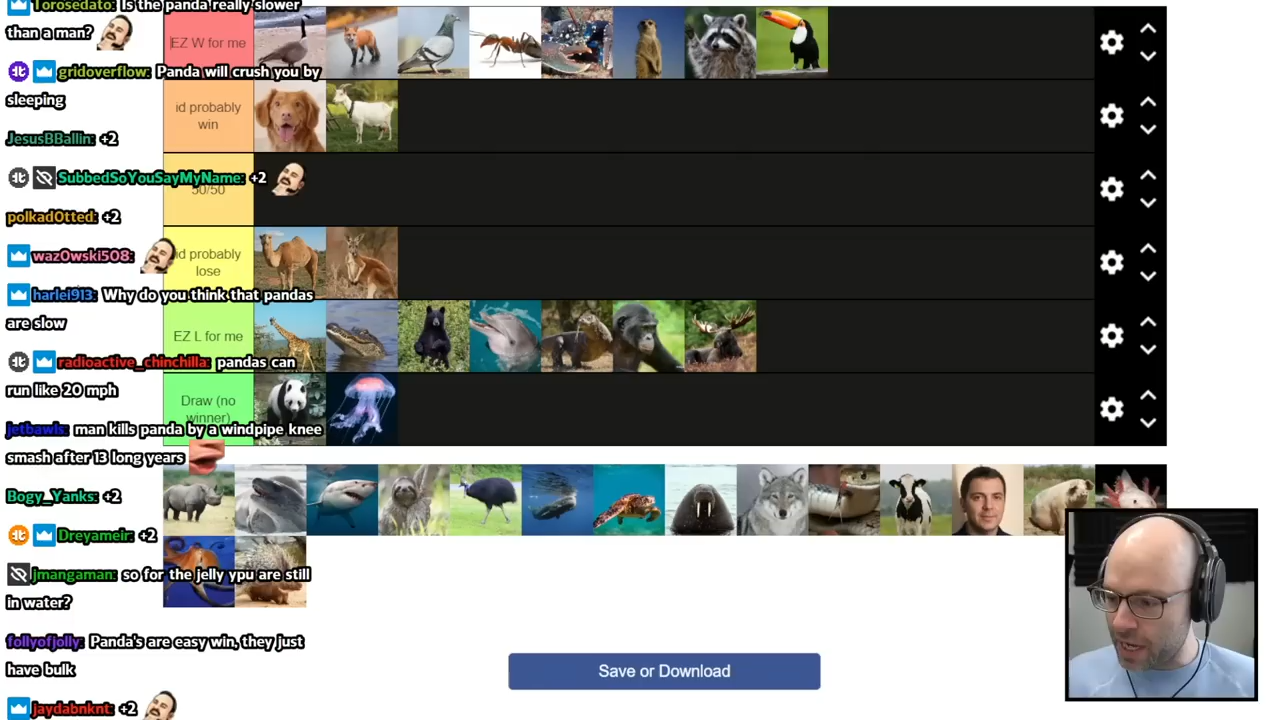 Torosedato: Is the panda really slower
than a man?
gridoverflow: Panda will crush you by
sleeping
JesusBBallin: +2
SubbedSoYouSayMyName: +2
polkad0tted: +2
waz0wski508:
harlei913: Why do you think that pandas
are slow
radioactive_chinchilla: pandas can
run like 20 mph
jetbawls: man kills panda by a windpipe knee
smash after 13 long years
Bogy_Yanks: +2
Dreyameir: +2
jmangaman: so for the jelly ypu are still
in water?
follyofjolly: Panda's are easy win, they just
have bulk
jaydabnknt: +2
EZ W for me
id probably
win
50/50
id probably
lose
EZ L for me
Draw (no
winner)
Save or Download